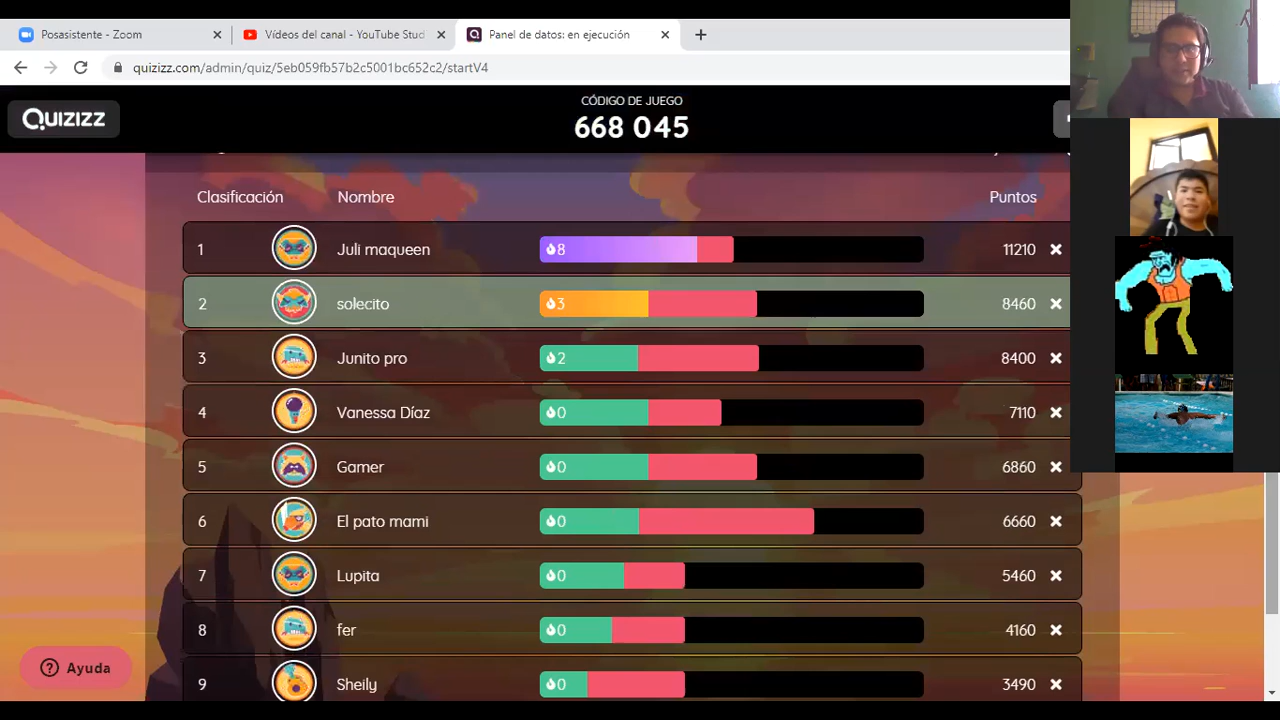 Posasistente - Zoom
Vídeos del canal - YouTube Stud
Panel de datos: en ejecución
quizizz.com/admin/quiz/5eb059fb57b2c5001bc652c2/startV4
Quizizz
CÓDIGO DE JUEGO
668 045
Clasificación Nombre Puntos
1 Juli maqueen 8 11210
2 solecito 3 8460
3 Junito pro 2 8400
4 Vanessa Díaz 0 7110
5 Gamer 0 6860
6 El pato mami 0 6660
7 Lupita 0 5460
8 fer 0 4160
9 Sheily 0 3490
Ayuda